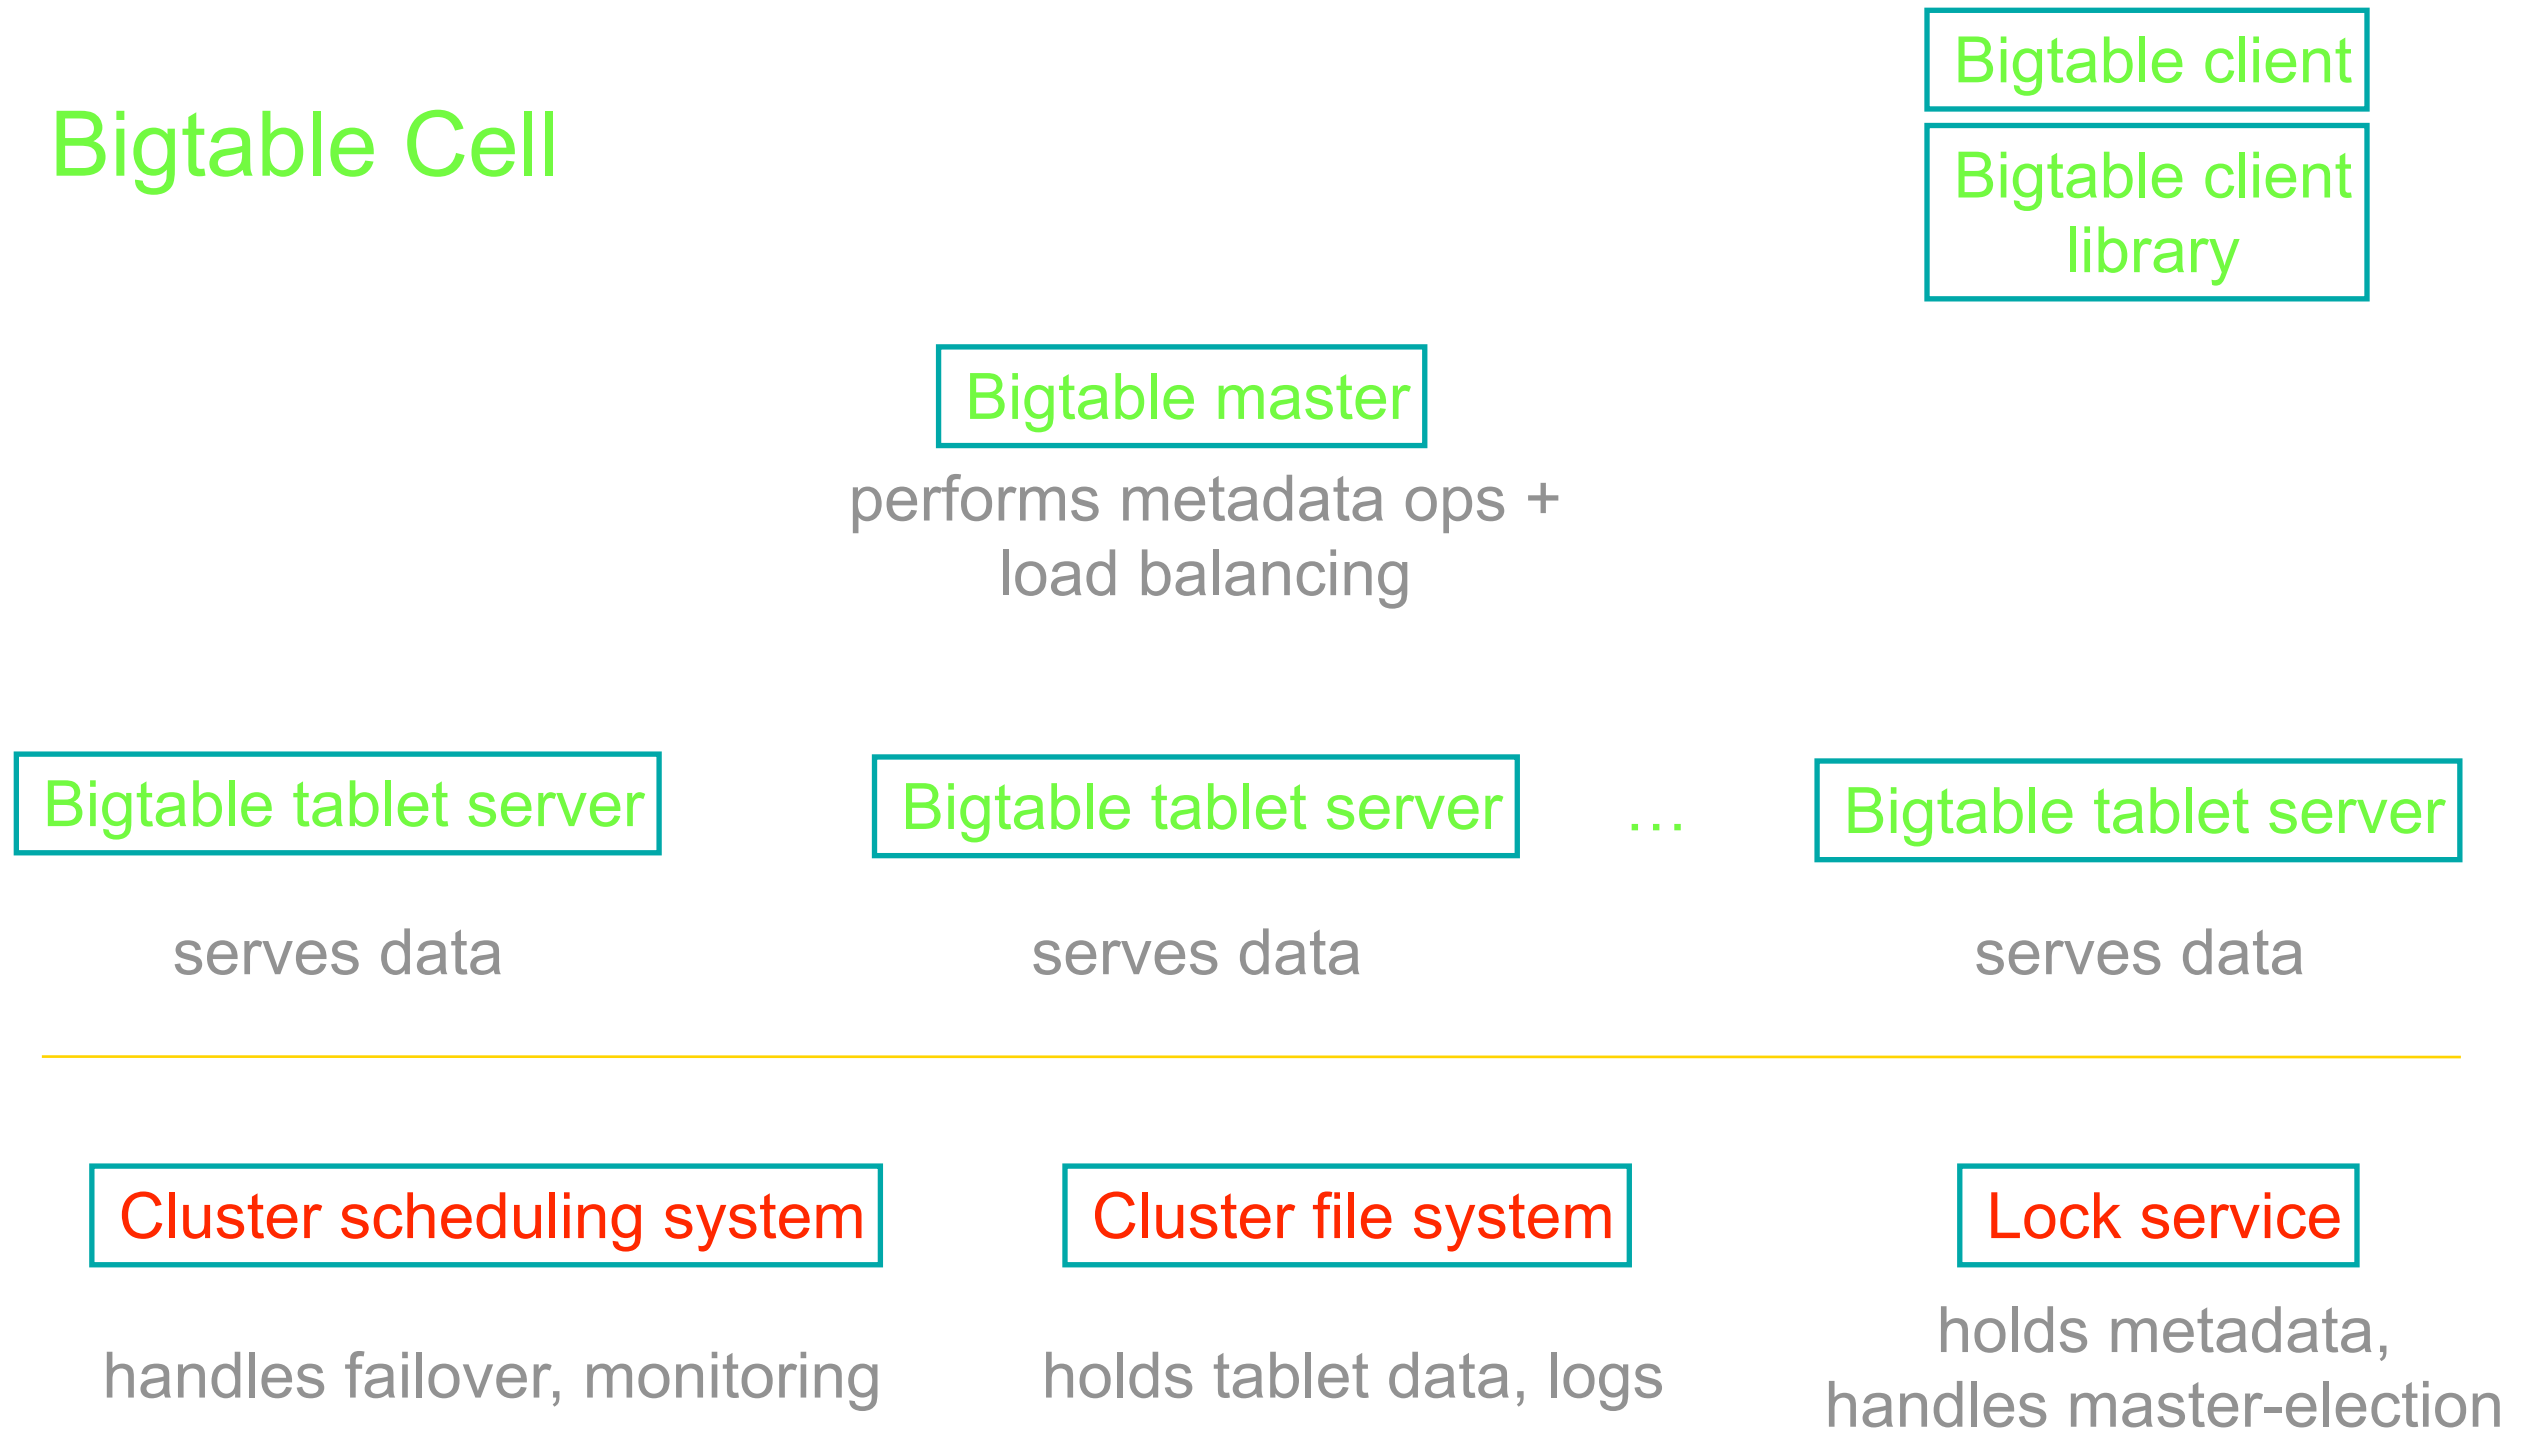 Bigtable Cell
Bigtable client
Bigtable client
library
Bigtable master
performs metadata ops +
load balancing
Bigtable tablet server
Bigtable tablet server
…
Bigtable tablet server
serves data
serves data
serves data
Cluster scheduling system
Cluster file system
Lock service
handles failover, monitoring
holds tablet data, logs
holds metadata,
handles master-election